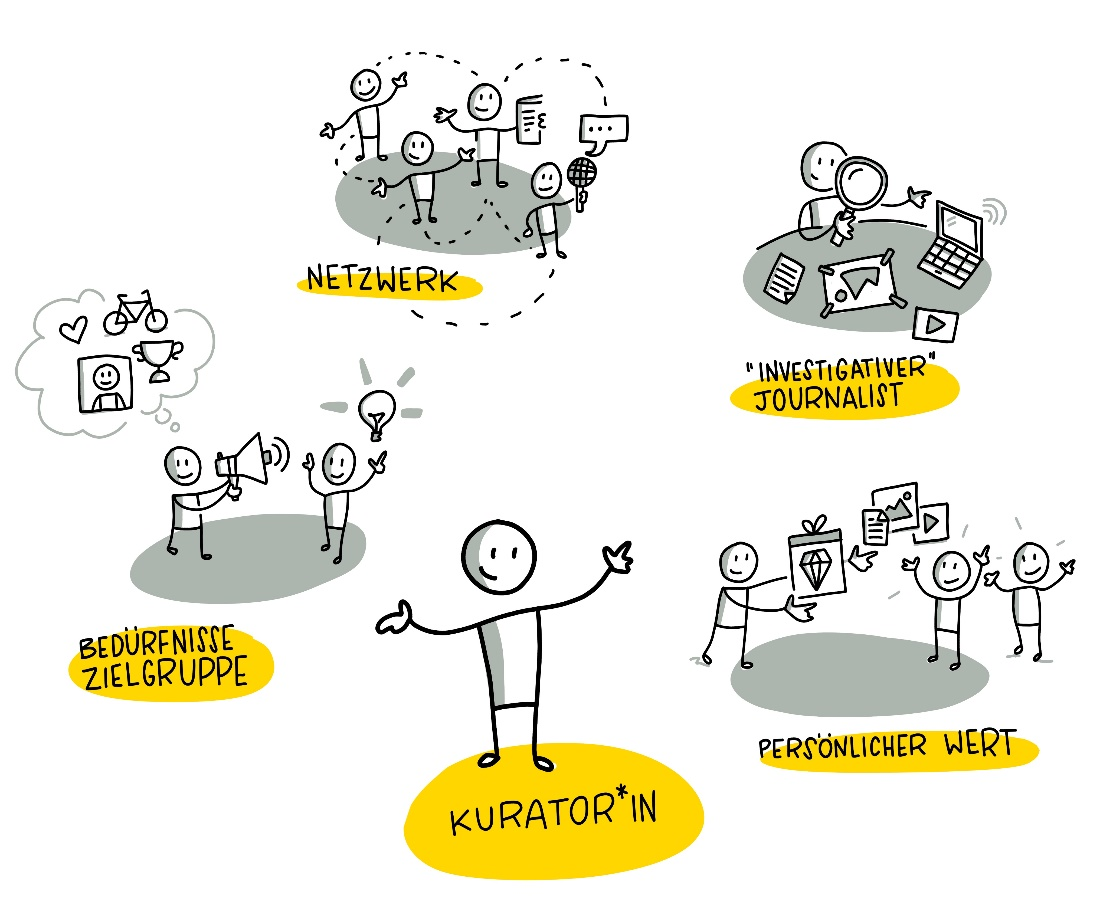 NETZWERK
"INVESTIGATIVER"
JOURNALIST
BEDÜRFNISSE
ZIELGRUPPE
PERSÖNLICHER WERT
KURATOR*IN